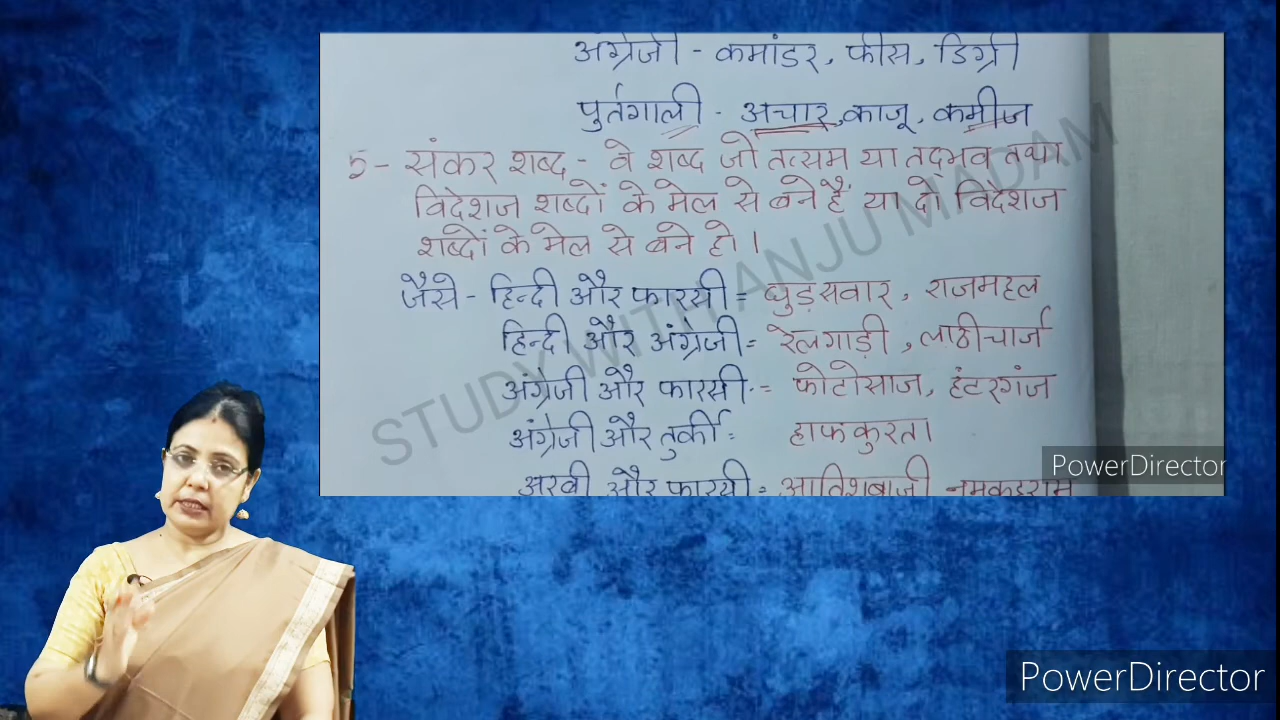 अंग्रेजी - कमांडर, फीस, डिग्री
पुर्तगाली - अचार, काजू, कमीज
5- संकर शब्द - वे शब्द जो तत्सम या तद्भव तथा
विदेशज शब्दों के मेल से बने हैं या दो विदेशज
शब्दों के मेल से बने हो।
जैसे - हिन्दी और फारसी = घुड़सवार, राजमहल
हिन्दी और अंग्रेजी = रेलगाड़ी, लाठीचार्ज
अंग्रेजी और फारसी = फोटोसाज, हंटरगंज
अंग्रेजी और तुर्की = हाफकुरता
अरबी और फारसी = आतिशबाजी नमकहराम
STUDY WITH ANJU MADAM
PowerDirector
PowerDirector